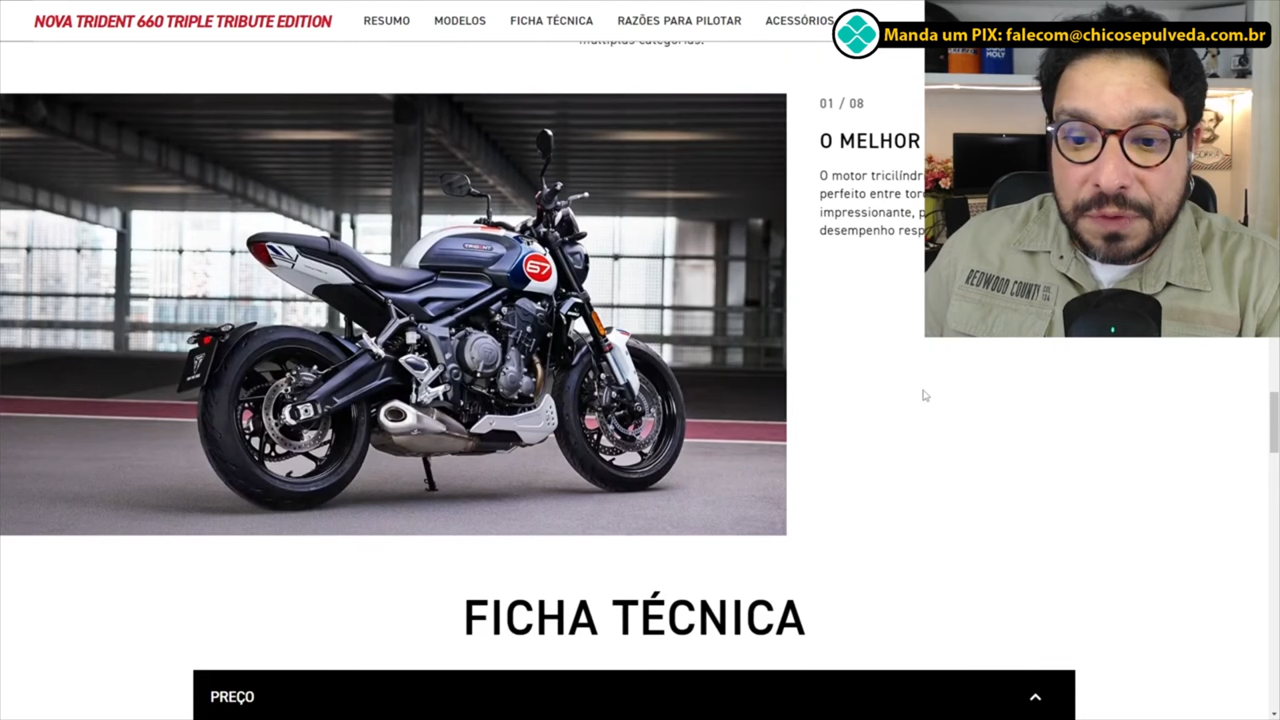 NOVA TRIDENT 660 TRIPLE TRIBUTE EDITION
RESUMO
MODELOS
FICHA TÉCNICA
RAZÕES PARA PILOTAR
ACESSÓRIOS
Manda um PIX: falecom@chicosepulveda.com.br
múltiplas categorias.
01 / 08
O MELHOR
O motor tricilíndr
perfeito entre tor
impressionante, p
desempenho resp
TRIDENT
67
REDWOOD COUNTY
FICHA TÉCNICA
PREÇO